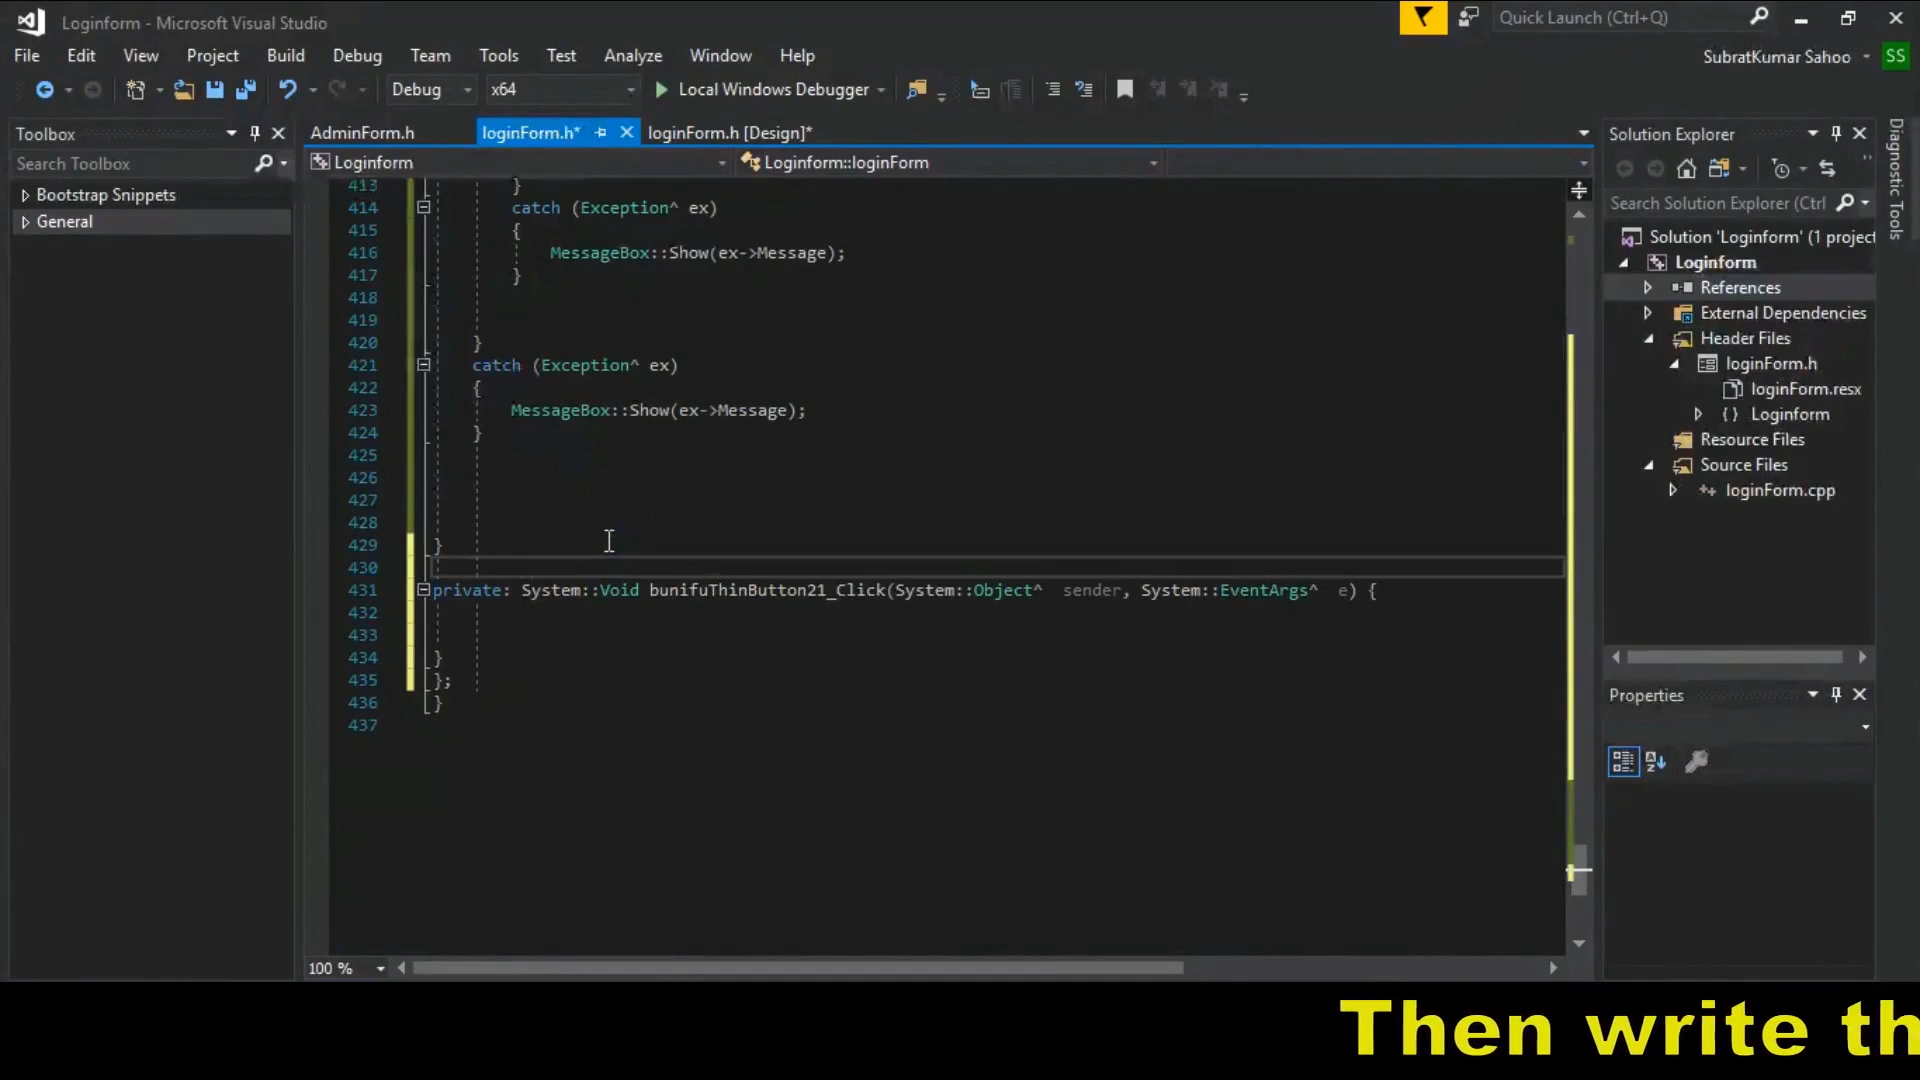 Loginform - Microsoft Visual Studio
Quick Launch (Ctrl+Q)
File Edit View Project Build Debug Team Tools Test Analyze Window Help
SubratKumar Sahoo SS
Debug x64 Local Windows Debugger
Toolbox
AdminForm.h loginForm.h* loginForm.h [Design]*
Solution Explorer
Diagnostic Tools
Search Toolbox
Loginform Loginform::loginForm
Bootstrap Snippets
General
Search Solution Explorer (Ctrl
Solution 'Loginform' (1 project
Loginform
References
External Dependencies
Header Files
loginForm.h
loginForm.resx
Loginform
Resource Files
Source Files
loginForm.cpp
Properties
413 }
414 catch (Exception^ ex)
415 {
416 MessageBox::Show(ex->Message);
417 }
418
419
420 }
421 catch (Exception^ ex)
422 {
423 MessageBox::Show(ex->Message);
424 }
425
426
427
428
429 }
430
431 private: System::Void bunifuThinButton21_Click(System::Object^ sender, System::EventArgs^ e) {
432
433
434 }
435 };
436 }
437
100 %
Then write th